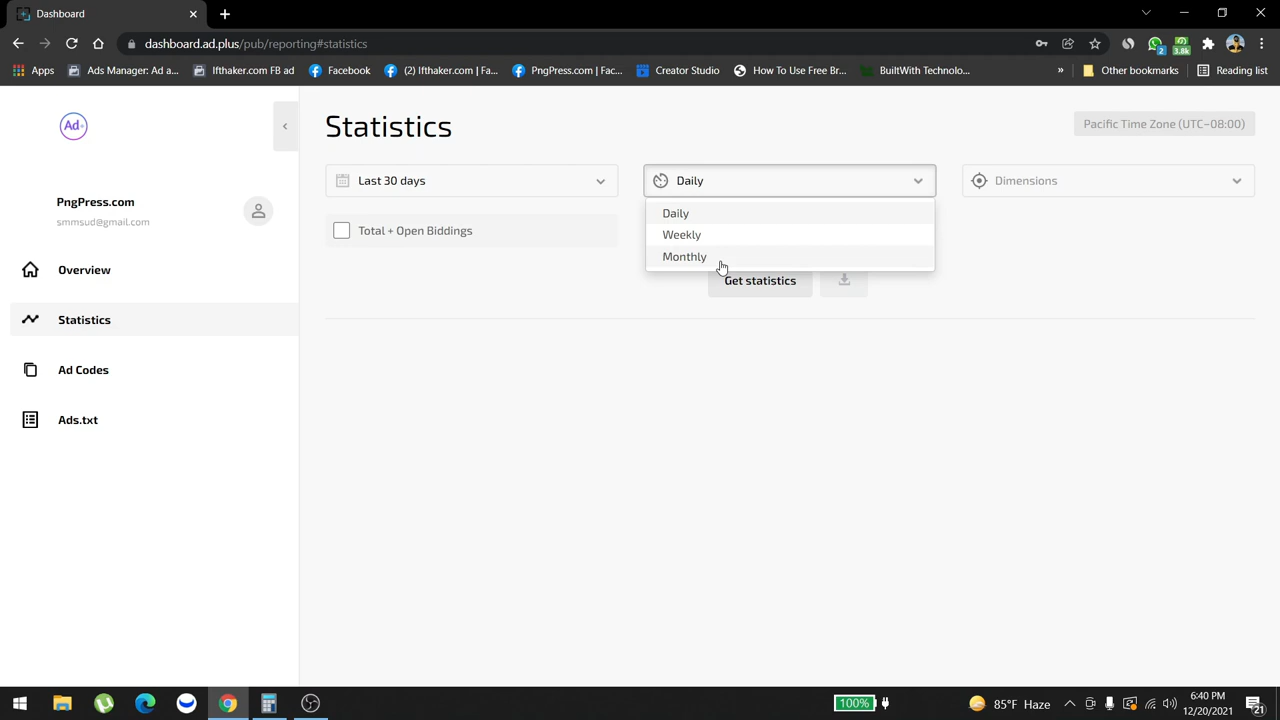 Dashboard
dashboard.ad.plus/pub/reporting#statistics
2
3.8k
Apps
Ads Manager: Ad a...
Ifthaker.com FB ad
Facebook
(2) Ifthaker.com | Fa...
PngPress.com | Fac...
Creator Studio
How To Use Free Br...
BuiltWith Technolo...
»
Other bookmarks
Reading list
Ad+
Statistics
Pacific Time Zone (UTC−08:00)
PngPress.com
smmsud@gmail.com
Last 30 days
Daily
Dimensions
Daily
Weekly
Monthly
Total + Open Biddings
Get statistics
Overview
Statistics
Ad Codes
Ads.txt
100%
85°F Haze
6:40 PM
12/20/2021
21